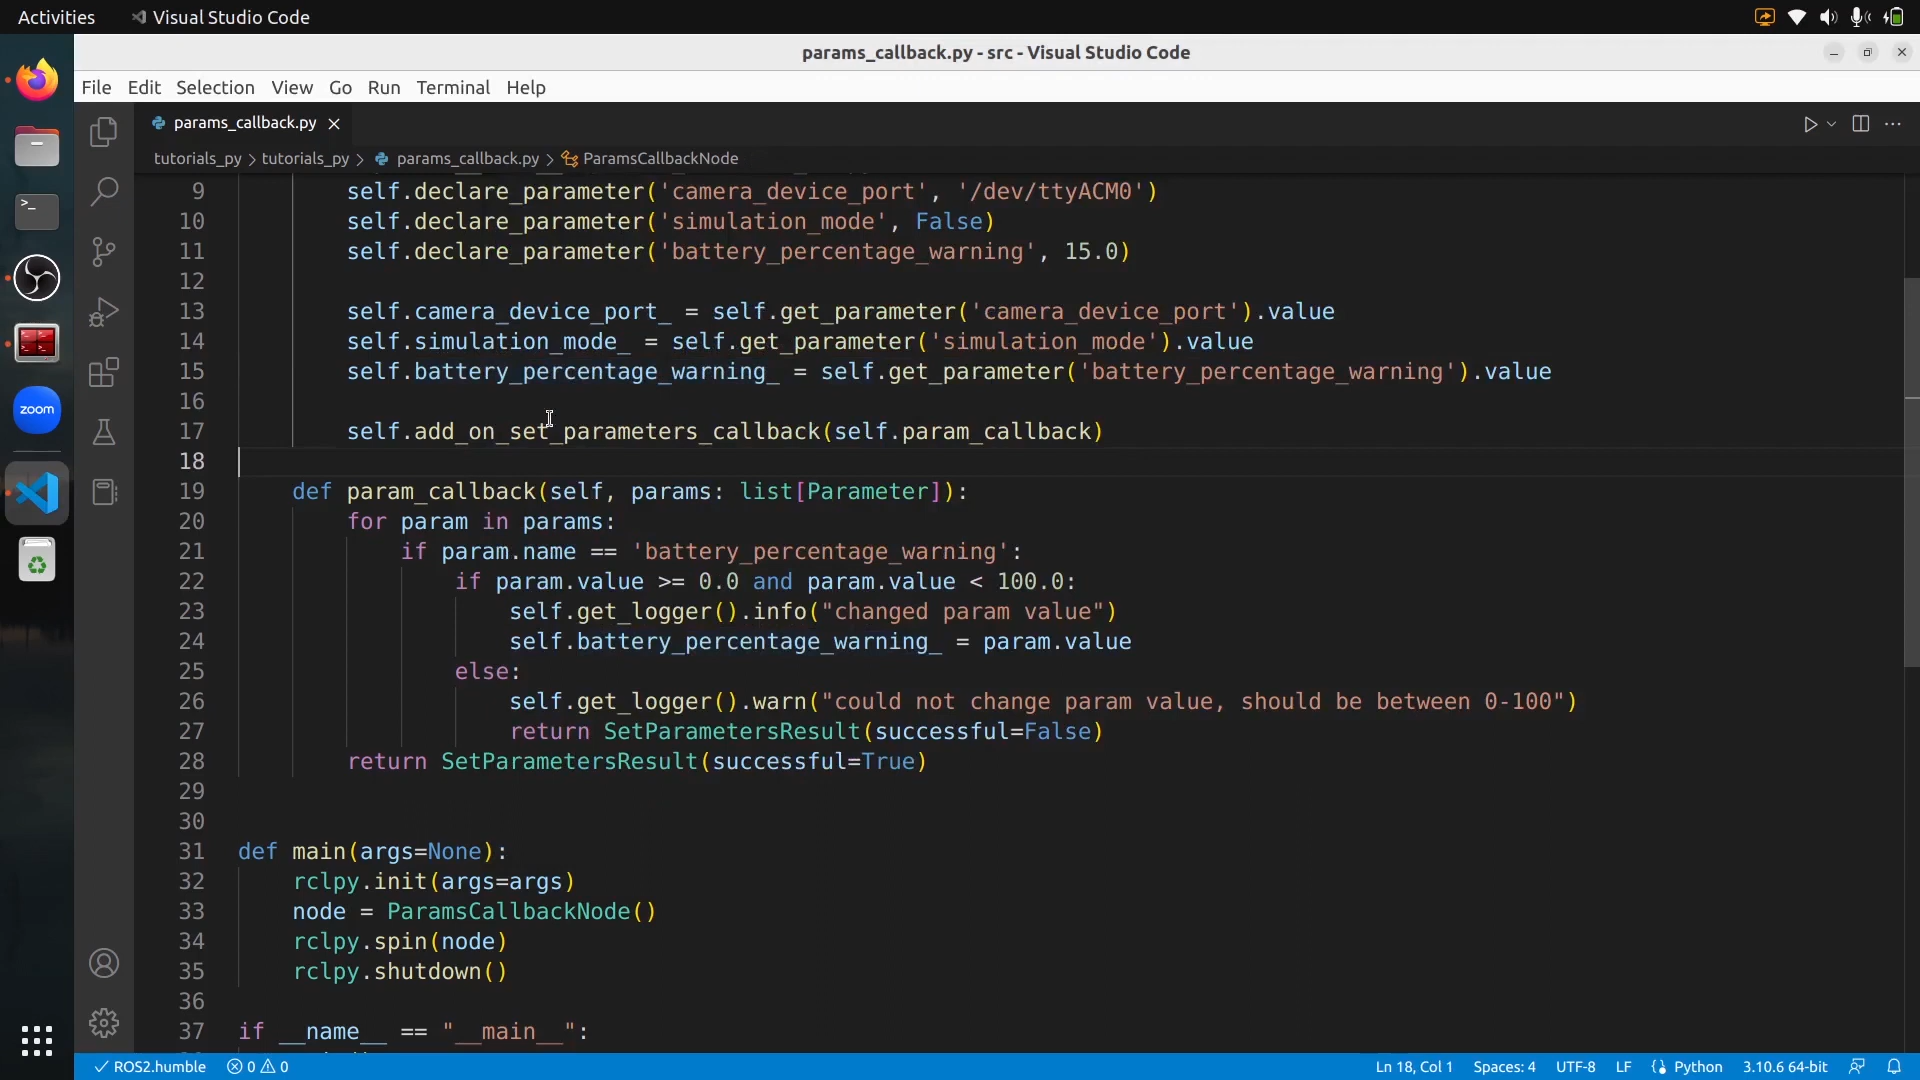 Activities Visual Studio Code
params_callback.py - src - Visual Studio Code
File Edit Selection View Go Run Terminal Help
params_callback.py
tutorials_py > tutorials_py > params_callback.py > ParamsCallbackNode
9 self.declare_parameter('camera_device_port', '/dev/ttyACM0')
10 self.declare_parameter('simulation_mode', False)
11 self.declare_parameter('battery_percentage_warning', 15.0)
12
13 self.camera_device_port_ = self.get_parameter('camera_device_port').value
14 self.simulation_mode_ = self.get_parameter('simulation_mode').value
15 self.battery_percentage_warning_ = self.get_parameter('battery_percentage_warning').value
16
17 self.add_on_set_parameters_callback(self.param_callback)
18
19 def param_callback(self, params: list[Parameter]):
20 for param in params:
21 if param.name == 'battery_percentage_warning':
22 if param.value >= 0.0 and param.value < 100.0:
23 self.get_logger().info("changed param value")
24 self.battery_percentage_warning_ = param.value
25 else:
26 self.get_logger().warn("could not change param value, should be between 0-100")
27 return SetParametersResult(successful=False)
28 return SetParametersResult(successful=True)
29
30
31 def main(args=None):
32 rclpy.init(args=args)
33 node = ParamsCallbackNode()
34 rclpy.spin(node)
35 rclpy.shutdown()
36
37 if __name__ == "__main__":
zoom
ROS2.humble 0 0 Ln 18, Col 1 Spaces: 4 UTF-8 LF Python 3.10.6 64-bit